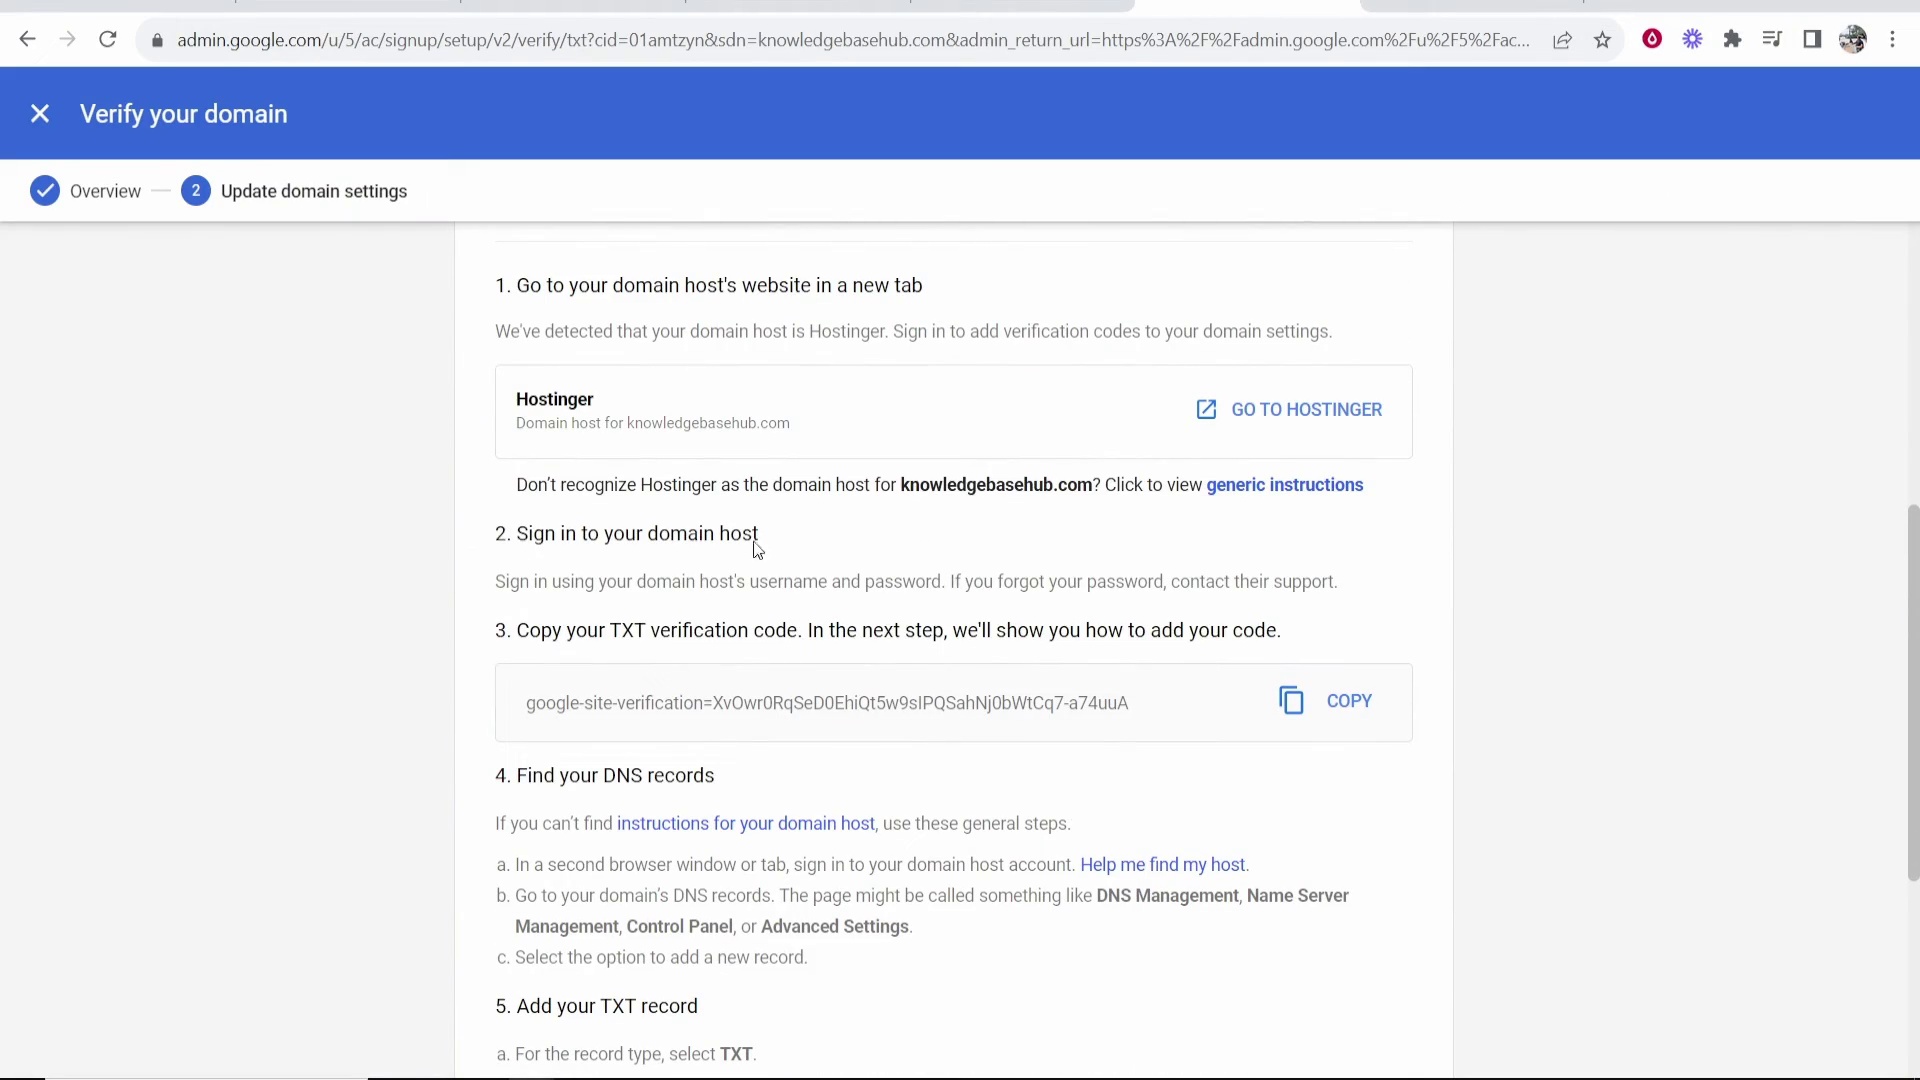 admin.google.com/u/5/ac/signup/setup/v2/verify/txt?cid=01amtzyn&sdn=knowledgebasehub.com&admin_return_url=https%3A%2F%2Fadmin.google.com%2Fu%2F5%2Fac...
Verify your domain
Overview
2 Update domain settings
1. Go to your domain host's website in a new tab
We've detected that your domain host is Hostinger. Sign in to add verification codes to your domain settings.
Hostinger
Domain host for knowledgebasehub.com
GO TO HOSTINGER
Don't recognize Hostinger as the domain host for knowledgebasehub.com? Click to view generic instructions
2. Sign in to your domain host
Sign in using your domain host's username and password. If you forgot your password, contact their support.
3. Copy your TXT verification code. In the next step, we'll show you how to add your code.
google-site-verification=XvOwr0RqSeD0EhiQt5w9sIPQSahNj0bWtCq7-a74uuA
COPY
4. Find your DNS records
If you can't find instructions for your domain host, use these general steps.
a. In a second browser window or tab, sign in to your domain host account. Help me find my host.
b. Go to your domain's DNS records. The page might be called something like DNS Management, Name Server
Management, Control Panel, or Advanced Settings.
c. Select the option to add a new record.
5. Add your TXT record
a. For the record type, select TXT.